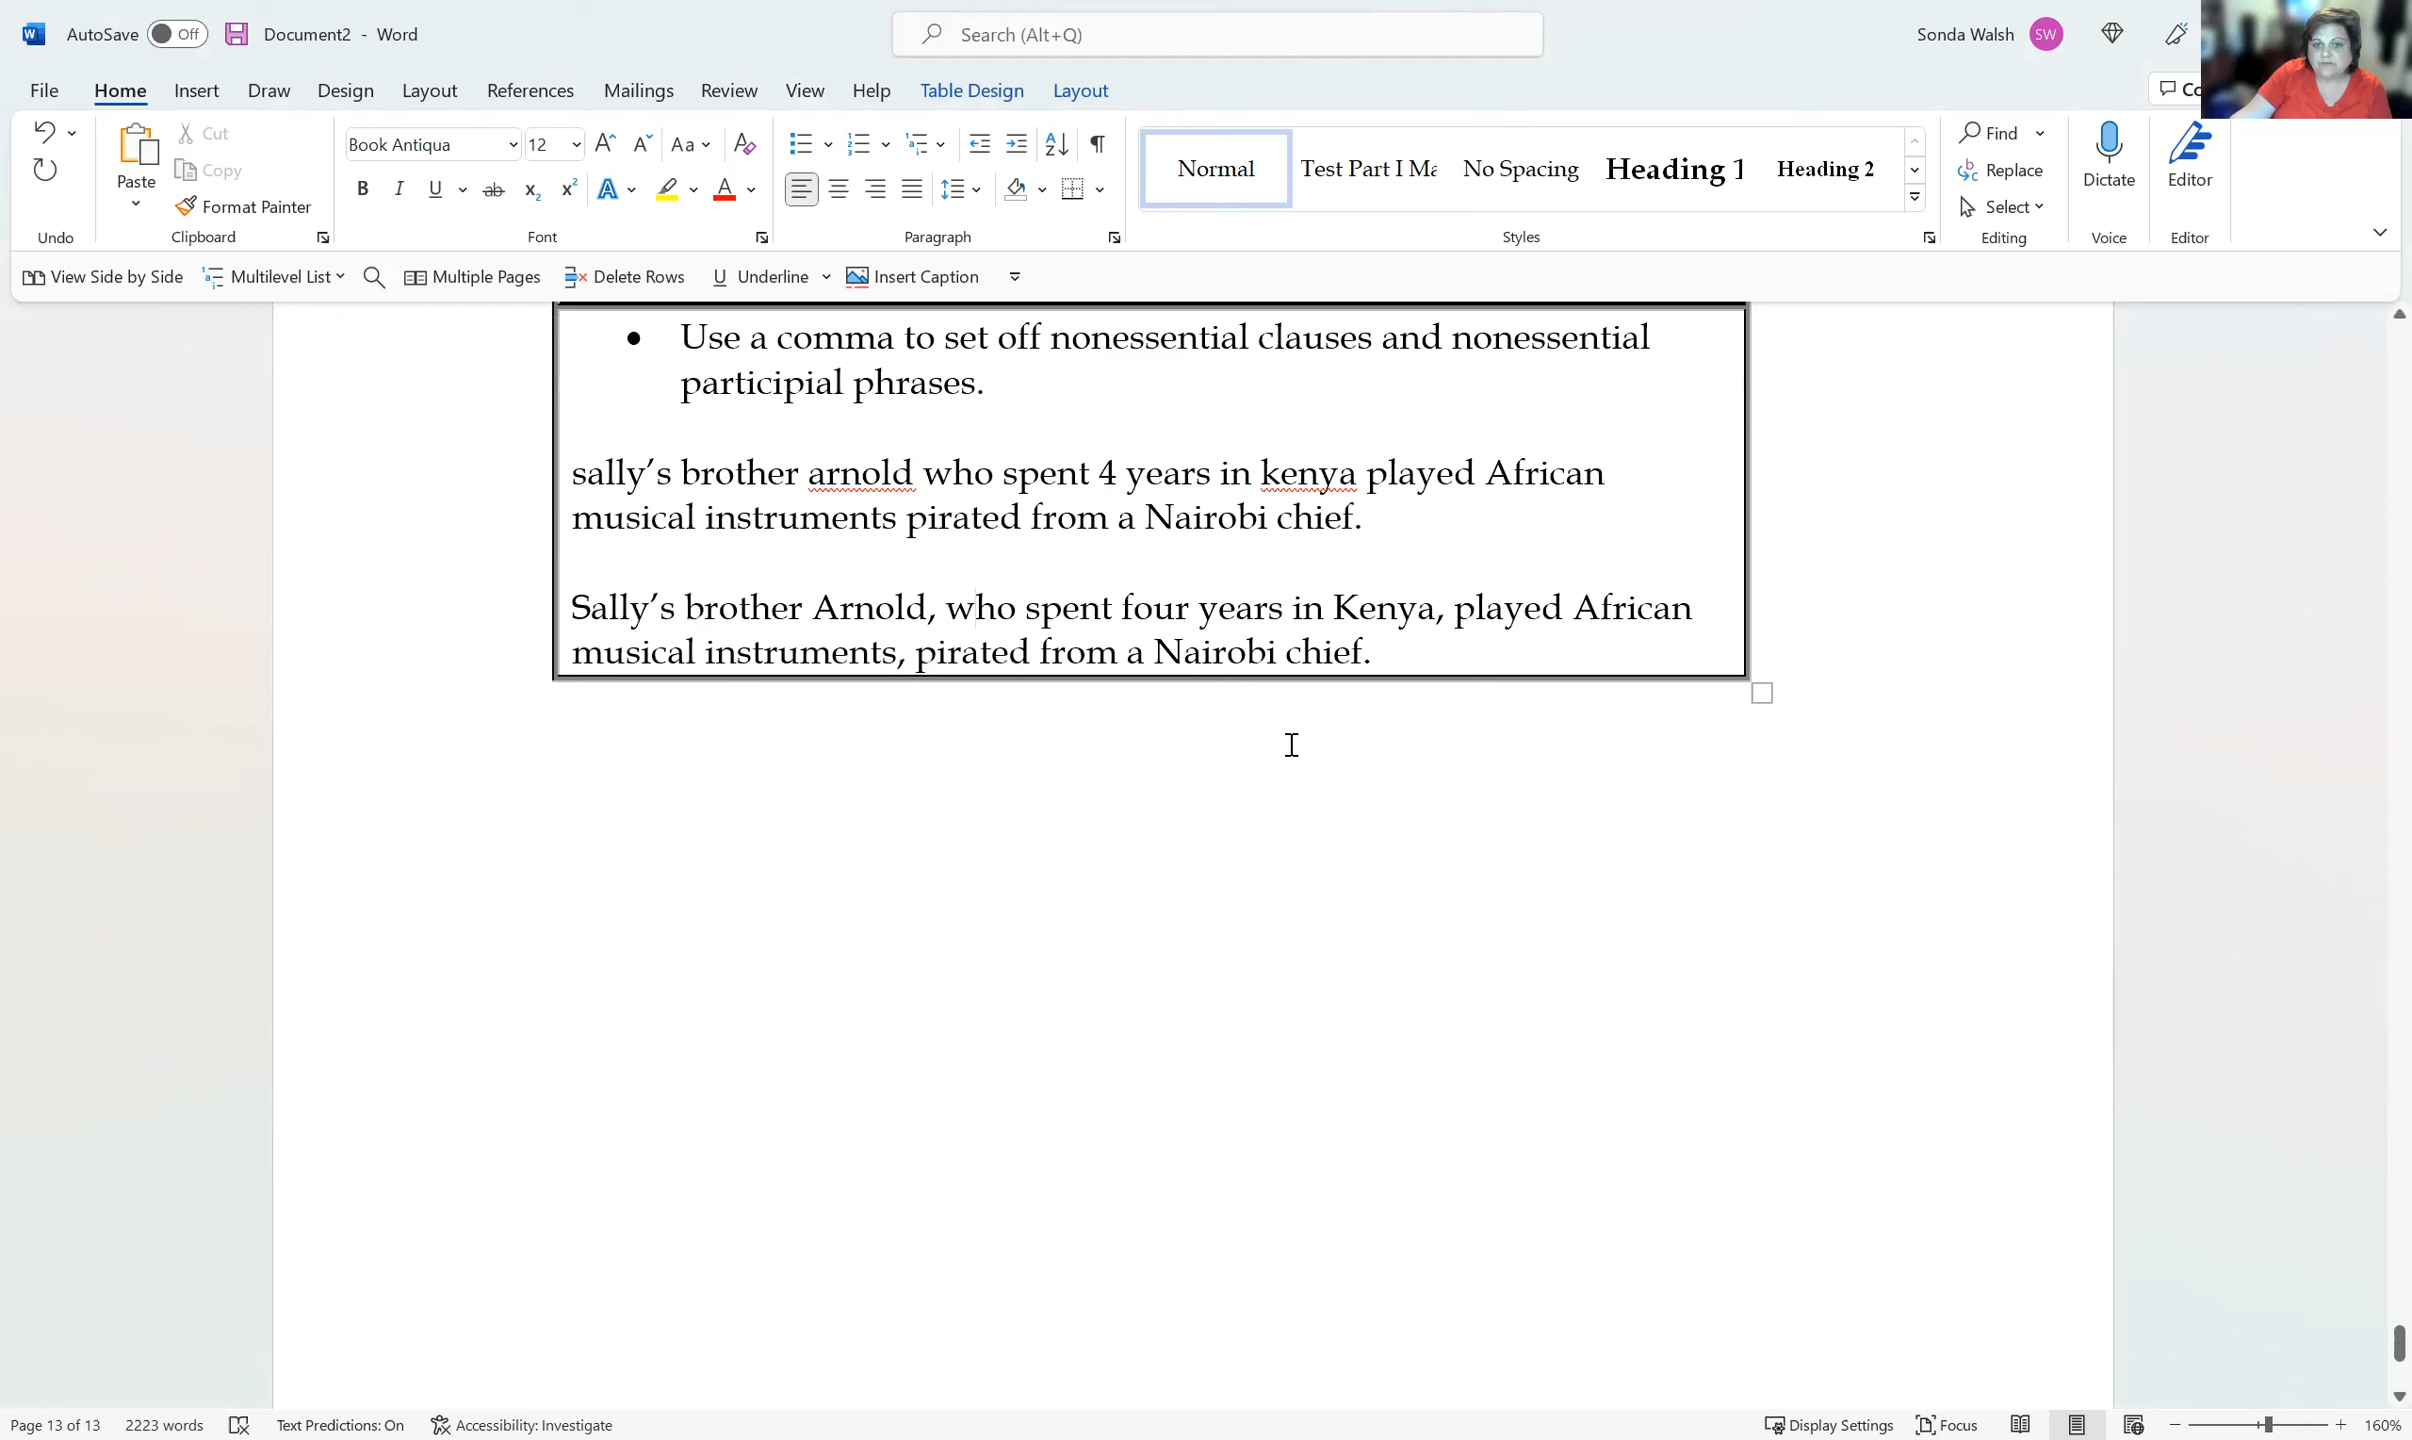 AutoSave Off Document2 - Word Search (Alt+Q) Sonda Walsh SW
File Home Insert Draw Design Layout References Mailings Review View Help Table Design Layout Co
Paste Cut Copy Format Painter
Book Antiqua 12 Aa
Normal Test Part I Ma No Spacing Heading 1 Heading 2
Find Replace Select
Dictate Editor
Undo Clipboard Font Paragraph Styles Editing Voice Editor
View Side by Side Multilevel List Multiple Pages Delete Rows U Underline Insert Caption
• Use a comma to set off nonessential clauses and nonessential
participial phrases.
sally’s brother arnold who spent 4 years in kenya played African
musical instruments pirated from a Nairobi chief.
Sally’s brother Arnold, who spent four years in Kenya, played African
musical instruments, pirated from a Nairobi chief.
Page 13 of 13 2223 words Text Predictions: On Accessibility: Investigate Display Settings Focus 160%